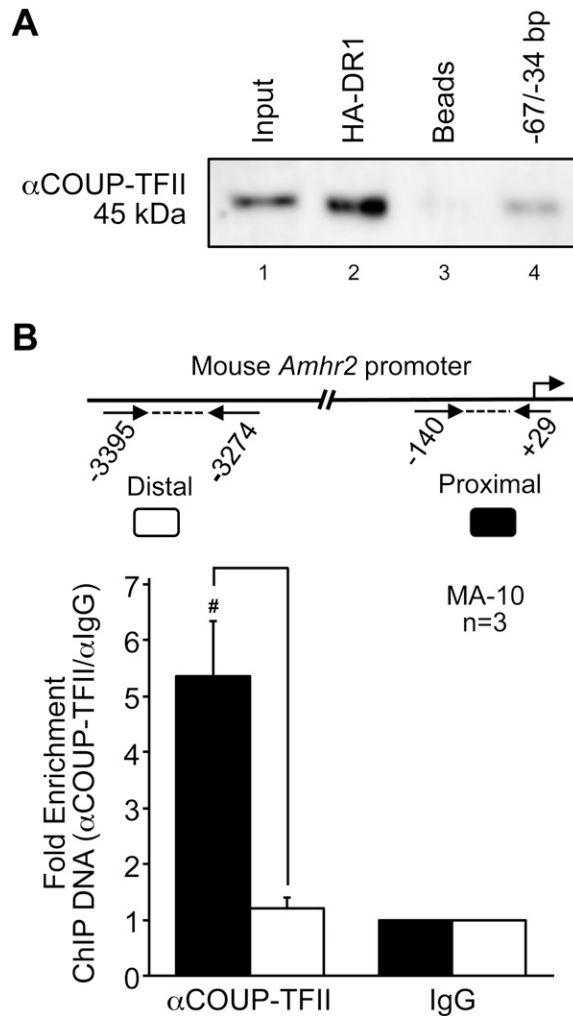 A
Input
HA-DR1
Beads
-67/-34 bp
αCOUP-TFII
45 kDa
1 2 3 4
B
Mouse Amhr2 promoter
-3395 -3274 -140 +29
Distal Proximal
7
6
5
4
3
2
1
0
#
MA-10
n=3
Fold Enrichment
ChIP DNA (αCOUP-TFII/αIgG)
αCOUP-TFII IgG